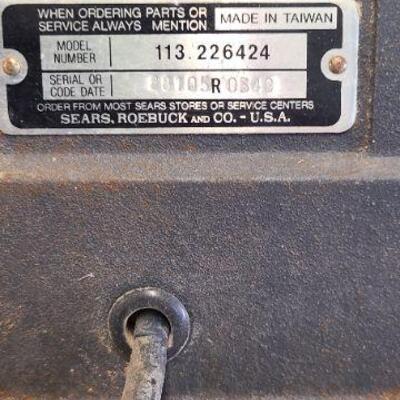 WHEN ORDERING PARTS OR
SERVICE ALWAYS MENTION
MADE IN TAIWAN
MODEL
NUMBER
113.226424
SERIAL OR
CODE DATE
R
ORDER FROM MOST SEARS STORES OR SERVICE CENTERS
SEARS, ROEBUCK AND CO. - U.S.A.